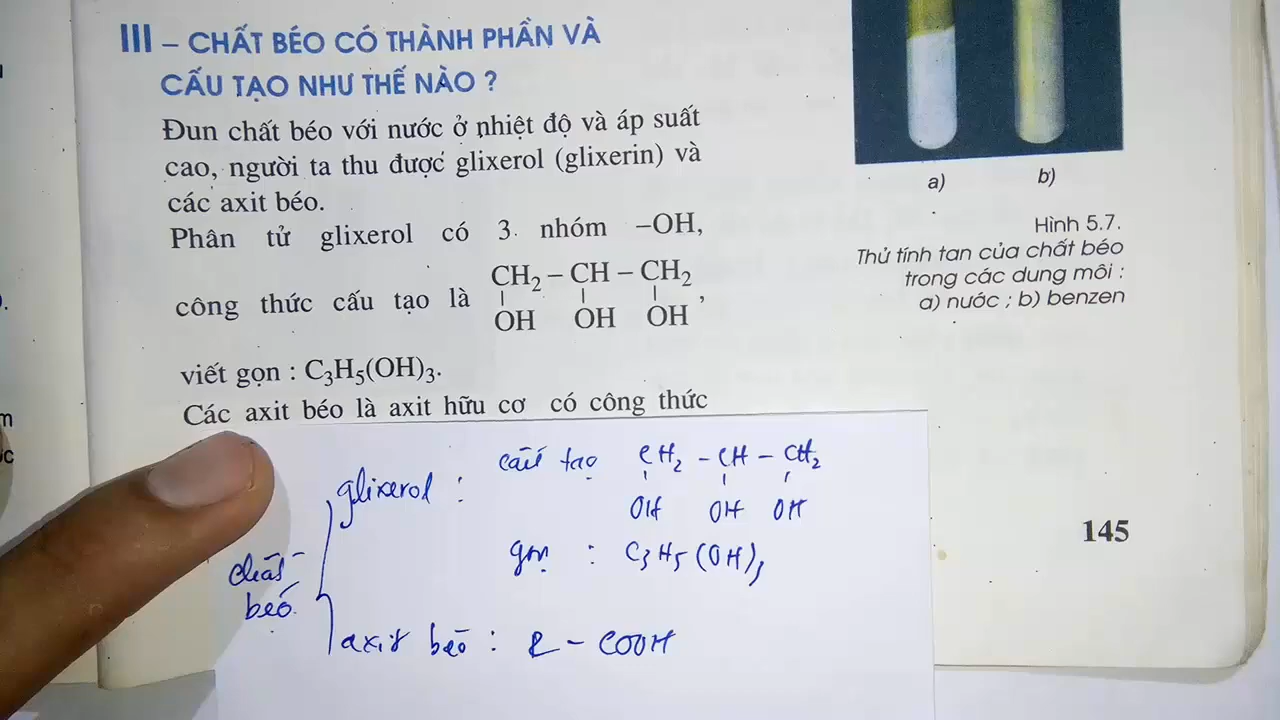 III – CHẤT BÉO CÓ THÀNH PHẦN VÀ
CẤU TẠO NHƯ THẾ NÀO ?
Đun chất béo với nước ở nhiệt độ và áp suất
cao, người ta thu được glixerol (glixerin) và
các axit béo.
Phân tử glixerol có 3 nhóm –OH,
công thức cấu tạo là
CH₂ – CH – CH₂
OH OH OH ,
viết gọn : C₃H₅(OH)₃.
Các axit béo là axit hữu cơ có công thức
a) b)
Hình 5.7.
Thử tính tan của chất béo
trong các dung môi :
a) nước ; b) benzen
145
chất
béo
glixerol : cấu tạo CH₂ – CH – CH₂
OH OH OH
gọn : C₃H₅(OH)₃
axit béo : R – COOH